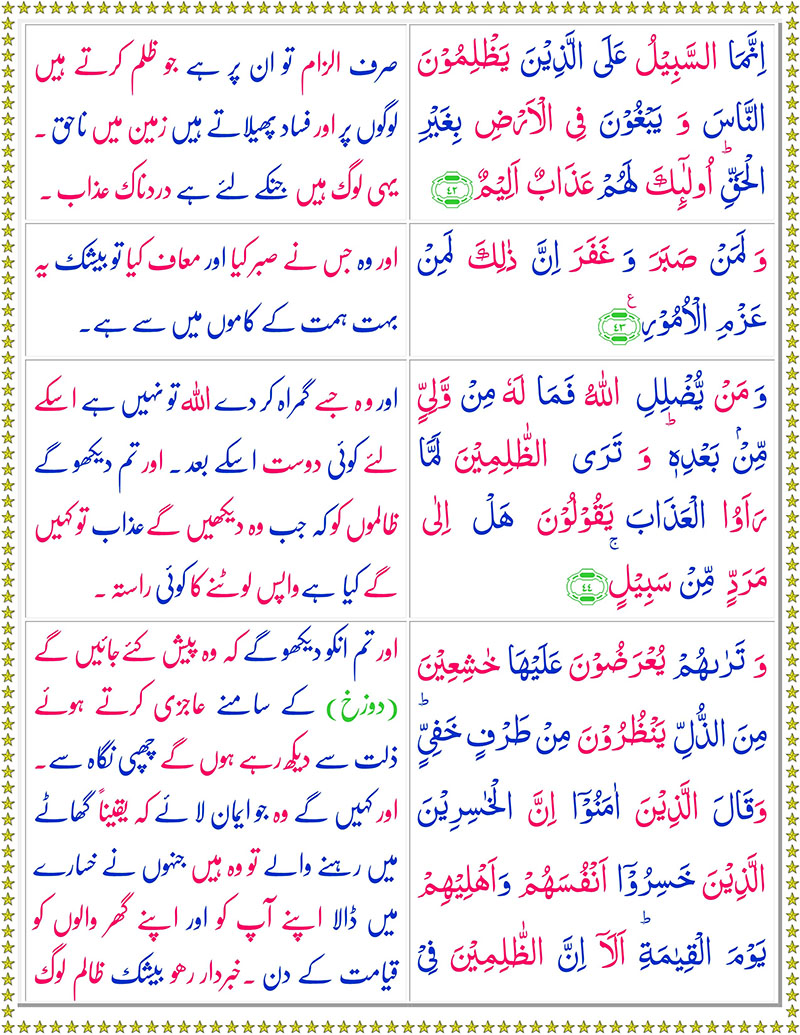 اِنَّمَا السَّبِيْلُ عَلَى الَّذِيْنَ يَظْلِمُوْنَ
النَّاسَ وَ يَبْغُوْنَ فِى الْاَرْضِ بِغَيْرِ
الْحَقِّ ؕ اُولٰٓئِكَ لَهُمْ عَذَابٌ اَلِيْمٌ ٤٢
صرف الزام تو ان پر ہے جو ظلم کرتے ہیں
لوگوں پر اور فساد پھیلاتے ہیں زمین میں ناحق ۔
یہی لوگ ہیں جنکے لئے ہے دردناک عذاب ۔
وَ لَمَنْ صَبَرَ وَ غَفَرَ اِنَّ ذٰلِكَ لَمِنْ
عَزْمِ الْاُمُوْرِ ٤٣ ع
اور وہ جس نے صبر کیا اور معاف کیا تو بیشک یہ
بہت ہمت کے کاموں میں سے ہے۔
وَ مَنْ يُّضْلِلِ اللّٰهُ فَمَا لَهٗ مِنْ وَّلِىٍّ
مِّنْۢ بَعْدِهٖ ؕ وَ تَرَى الظّٰلِمِيْنَ لَمَّا
رَاَوُا الْعَذَابَ يَقُوْلُوْنَ هَلْ اِلٰى
مَرَدٍّ مِّنْ سَبِيْلٍ ۚ ٤٤
اور وہ جسے گمراہ کر دے اللہ تو نہیں ہے اسکے
لئے کوئی دوست اسکے بعد ۔ اور تم دیکھو گے
ظالموں کو کہ جب وہ دیکھیں گے عذاب تو کہیں
گے کیا ہے واپس لوٹنے کا کوئی راستہ ۔
وَ تَرٰىهُمْ يُعْرَضُوْنَ عَلَيْهَا خٰشِعِيْنَ
مِنَ الذُّلِّ يَنْظُرُوْنَ مِنْ طَرْفٍ خَفِىٍّ ؕ
وَقَالَ الَّذِيْنَ اٰمَنُوْۤا اِنَّ الْخٰسِرِيْنَ
الَّذِيْنَ خَسِرُوْۤا اَنْفُسَهُمْ وَاَهْلِيْهِمْ
يَوْمَ الْقِيٰمَةِ ؕ اَلَاۤ اِنَّ الظّٰلِمِيْنَ فِىْ
اور تم انکو دیکھو گے کہ وہ پیش کئے جائیں گے
(دوزخ) کے سامنے عاجزی کرتے ہوئے
ذلت سے دیکھ رہے ہوں گے چھپی نگاہ سے۔
اور کہیں گے وہ جو ایمان لائے کہ یقیناً گھاٹے
میں رہنے والے تو وہ ہیں جنہوں نے خسارے
میں ڈالا اپنے آپ کو اور اپنے گھر والوں کو
قیامت کے دن ۔ خبردار رھو بیشک ظالم لوگ